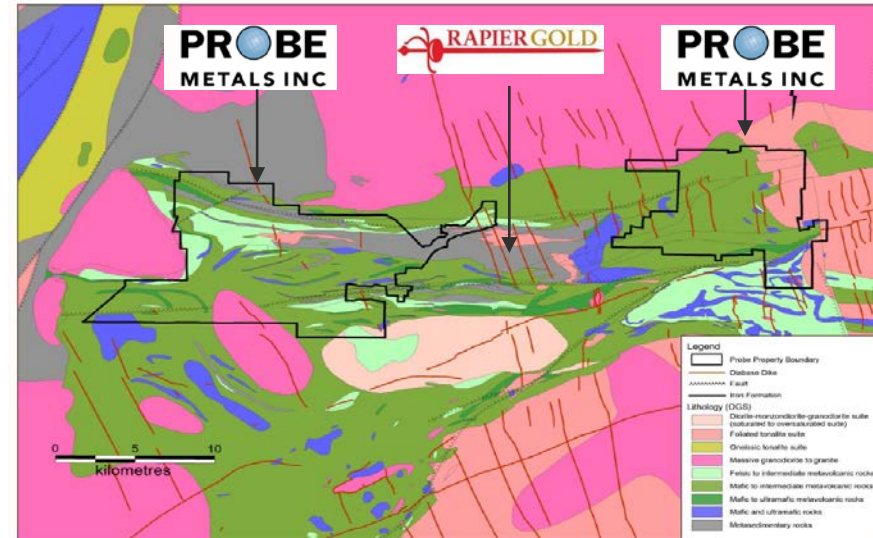 PROBE
METALS INC
RAPIERGOLD
PROBE
METALS INC
Legend
Probe Property Boundary
Diabase Dike
Fault
Iron Formation
Lithology (OGS)
Diorite-monzondiorite-granodiorite suite
(saturated to oversaturated suite)
Foliated tonalite suite
Gneissic tonalite suite
Massive granodiorite to granite
Felsic to intermediate metavolcanic rocks
Mafic to intermediate metavolcanic rocks
Mafic to ultramafic metavolcanic rocks
Mafic and ultramafic rocks
Metasedimentary rocks
0 5 10
kilometres